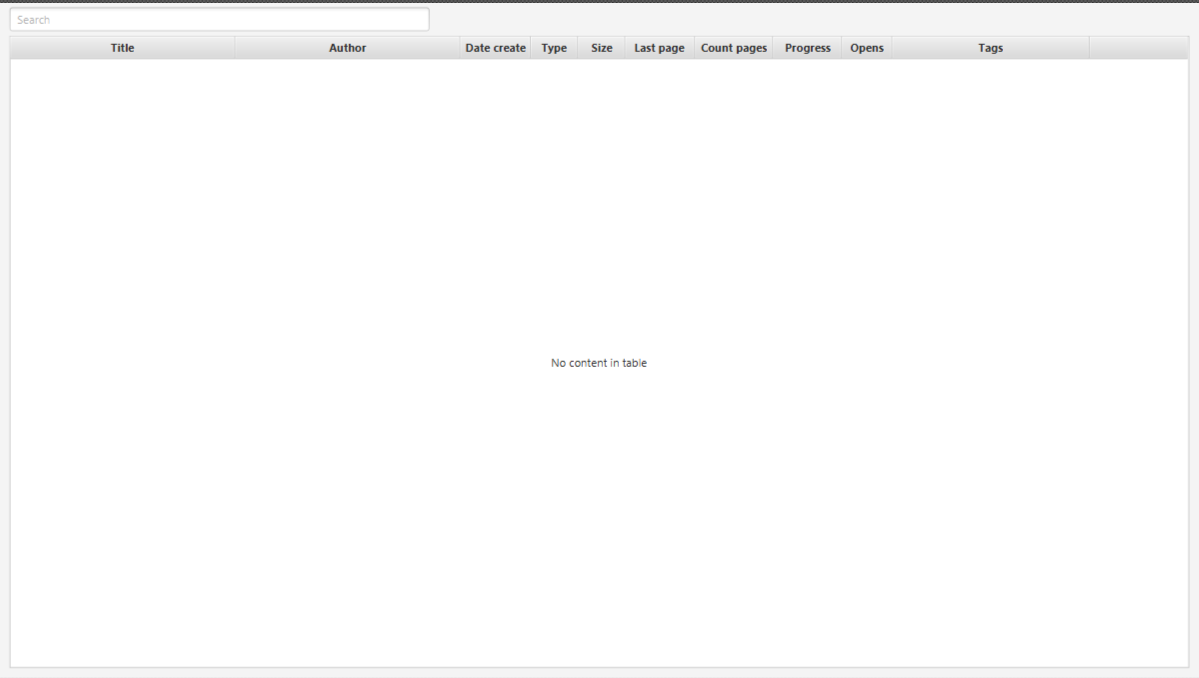 Search
Title Author Date create Type Size Last page Count pages Progress Opens Tags
No content in table